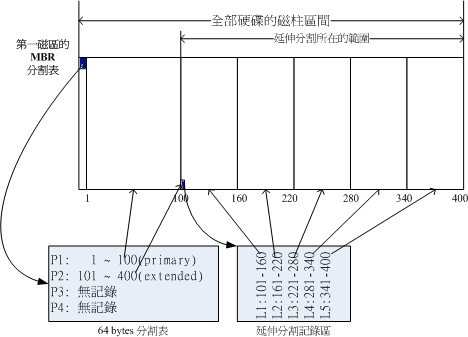 全部硬碟的磁柱區間
延伸分割所在的範圍
第一磁區的
MBR
分割表
1 100 160 220 280 340 400
P1: 1 ~ 100(primary)
P2: 101 ~ 400(extended)
P3: 無記錄
P4: 無記錄
64 bytes 分割表
L1:101-160
L2:161-220
L3:221-280
L4:281-340
L5:341-400
延伸分割記錄區